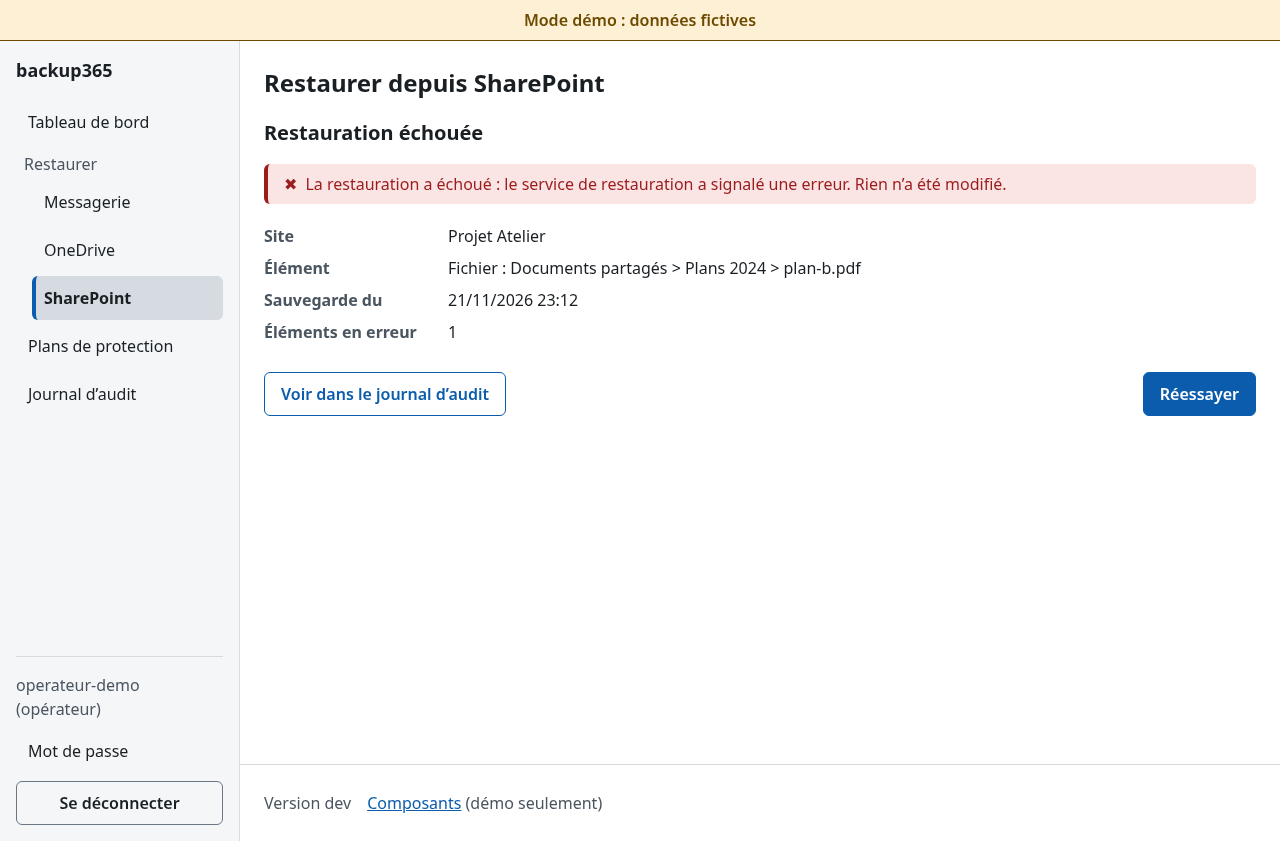 Mode démo : données fictives
backup365
Tableau de bord
Restaurer
Messagerie
OneDrive
SharePoint
Plans de protection
Journal d’audit
operateur-demo
(opérateur)
Mot de passe
Se déconnecter
Restaurer depuis SharePoint
Restauration échouée
✖ La restauration a échoué : le service de restauration a signalé une erreur. Rien n’a été modifié.
Site Projet Atelier
Élément Fichier : Documents partagés > Plans 2024 > plan-b.pdf
Sauvegarde du 21/11/2026 23:12
Éléments en erreur 1
Voir dans le journal d’audit Réessayer
Version dev Composants (démo seulement)